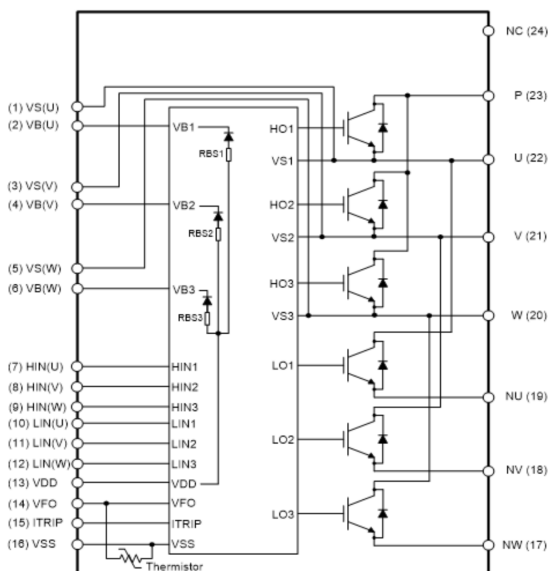 NC (24)
P (23)
(1) VS(U)
(2) VB(U)
VB1
HO1
RBS1
VS1
U (22)
(3) VS(V)
(4) VB(V)
VB2
HO2
RBS2
VS2
V (21)
(5) VS(W)
(6) VB(W)
VB3
HO3
RBS3
VS3
W (20)
(7) HIN(U)
HIN1
LO1
(8) HIN(V)
HIN2
(9) HIN(W)
HIN3
NU (19)
(10) LIN(U)
LIN1
(11) LIN(V)
LIN2
LO2
(12) LIN(W)
LIN3
NV (18)
(13) VDD
VDD
(14) VFO
VFO
LO3
(15) ITRIP
ITRIP
(16) VSS
VSS
NW (17)
Thermistor